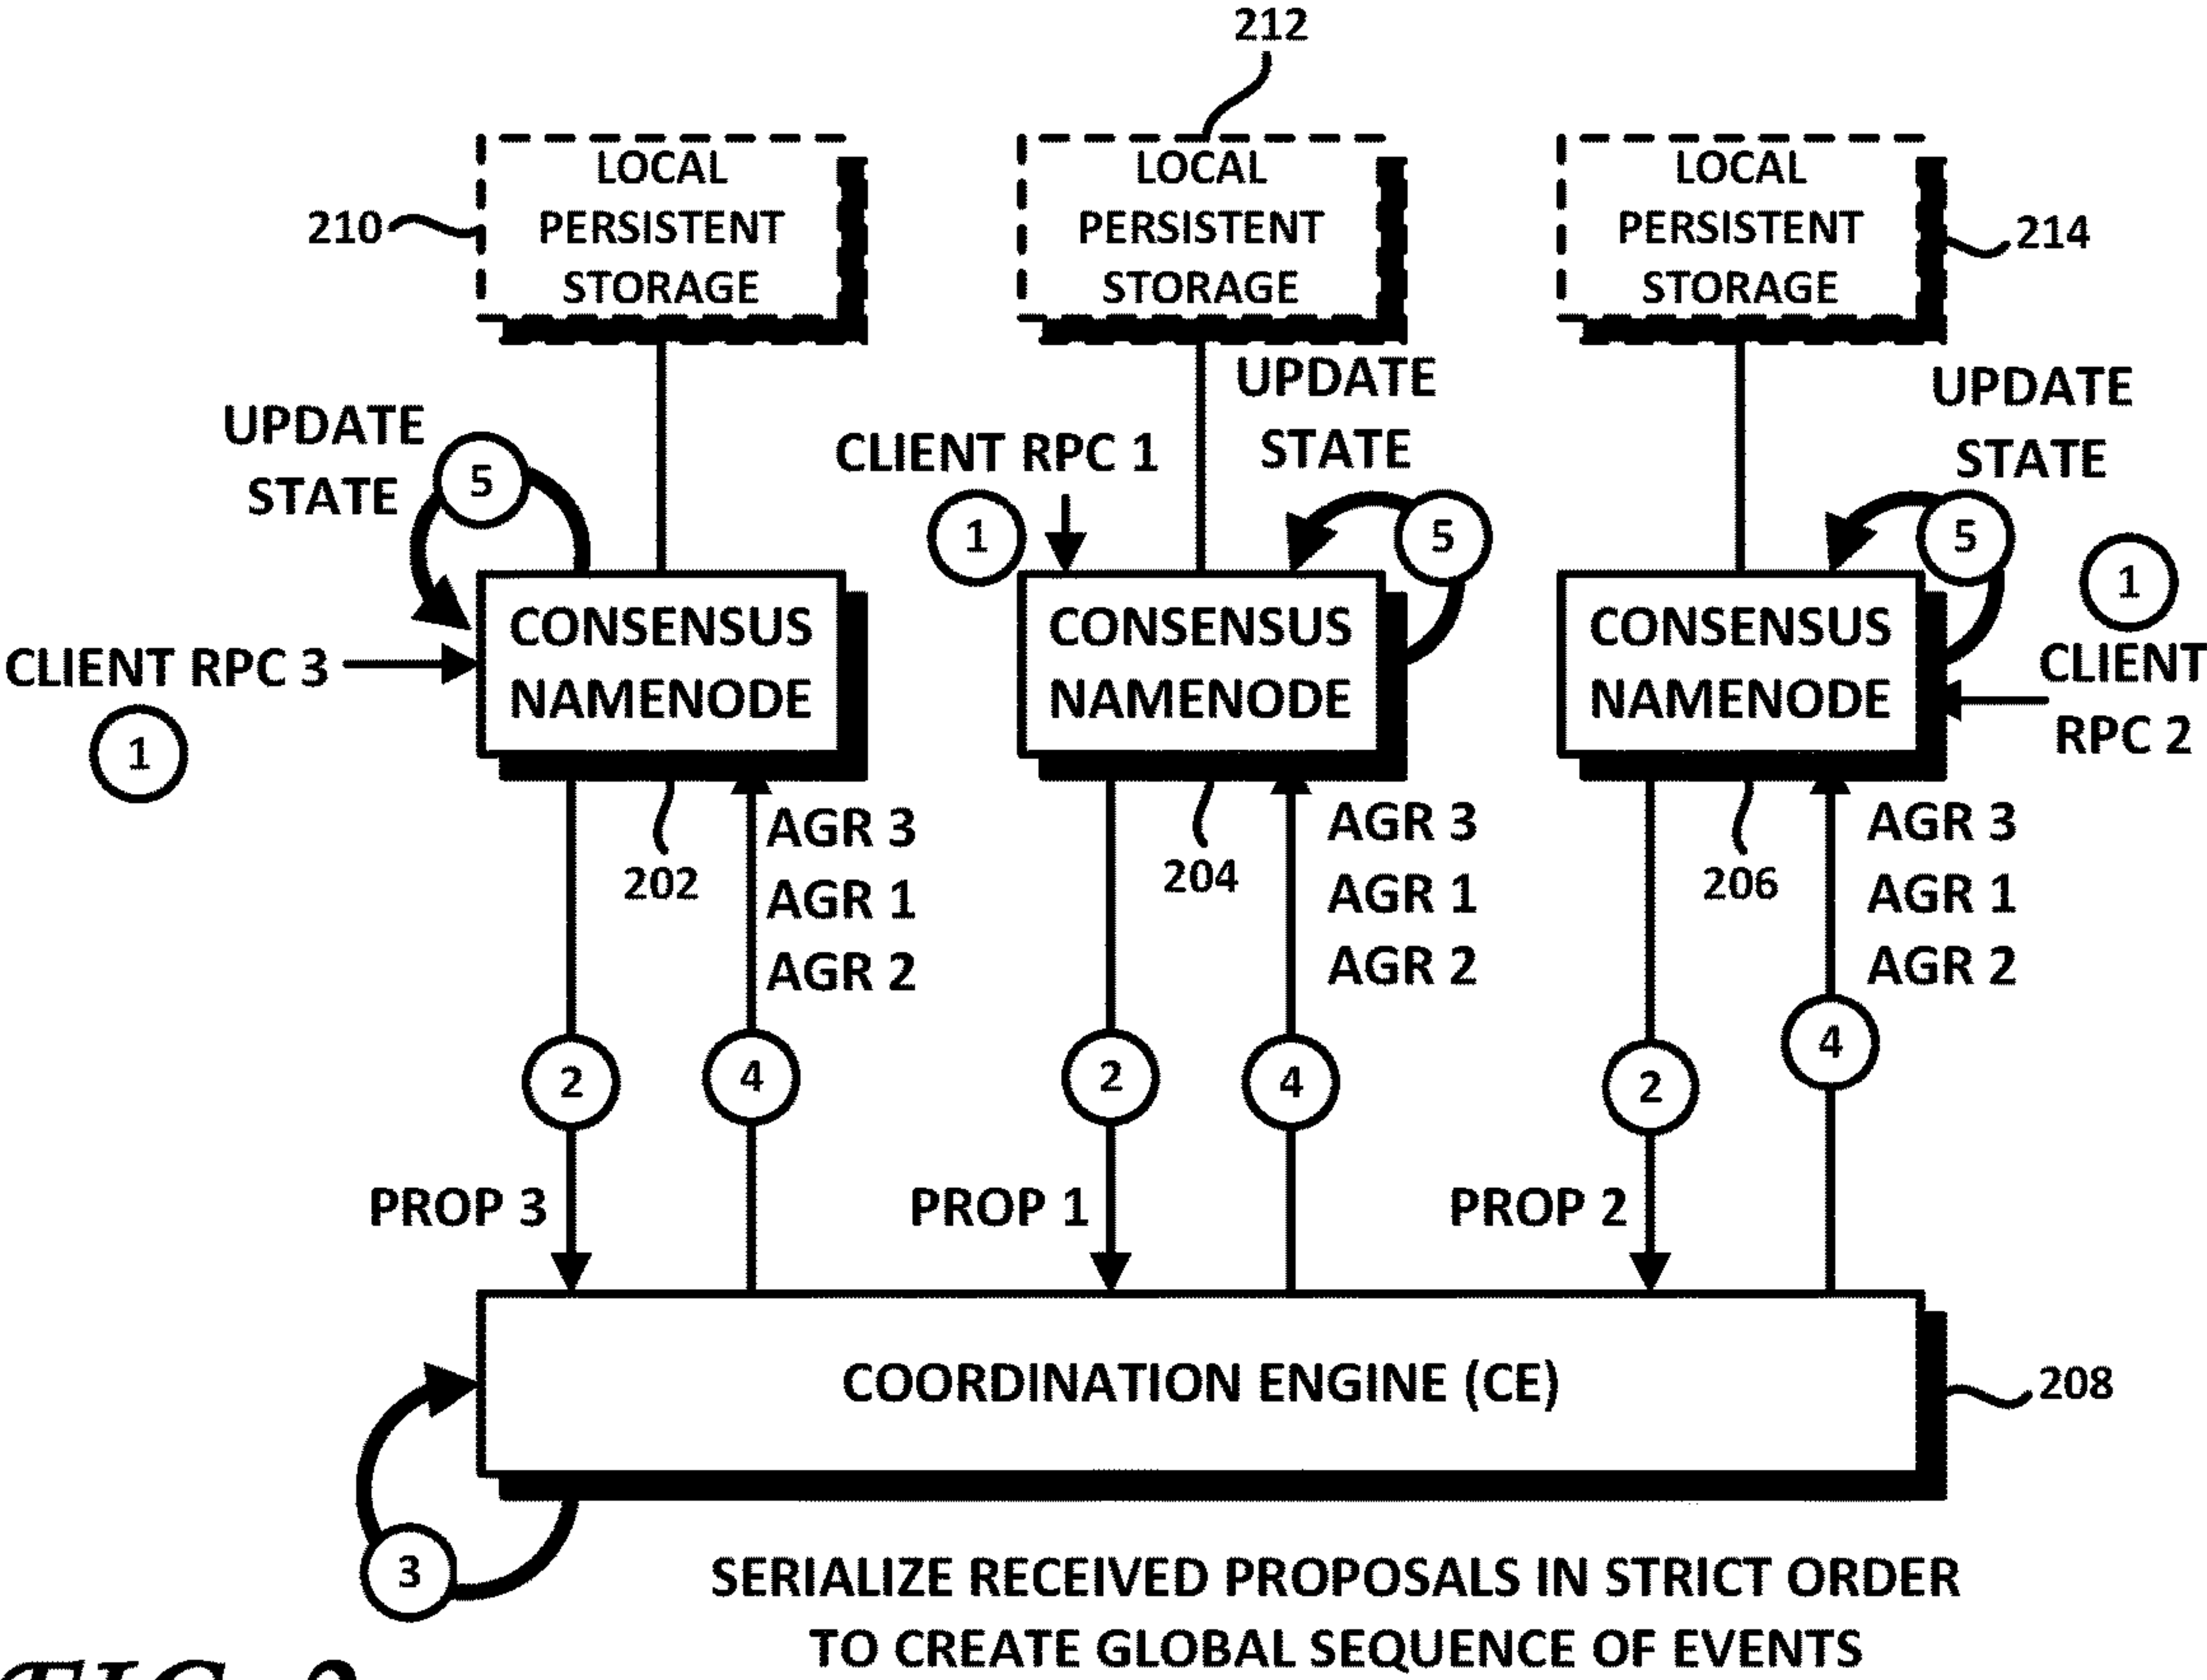 212
LOCAL
PERSISTENT
STORAGE
LOCAL
PERSISTENT
STORAGE
LOCAL
PERSISTENT
STORAGE
210
214
UPDATE
STATE
5
CLIENT RPC 1
1
UPDATE
STATE
5
UPDATE
STATE
5
1
CLIENT
RPC 2
CLIENT RPC 3
1
CONSENSUS
NAMENODE
CONSENSUS
NAMENODE
CONSENSUS
NAMENODE
202
AGR 3
AGR 1
AGR 2
204
AGR 3
AGR 1
AGR 2
206
AGR 3
AGR 1
AGR 2
2
4
2
4
2
4
PROP 3
PROP 1
PROP 2
COORDINATION ENGINE (CE)
208
3
SERIALIZE RECEIVED PROPOSALS IN STRICT ORDER
TO CREATE GLOBAL SEQUENCE OF EVENTS